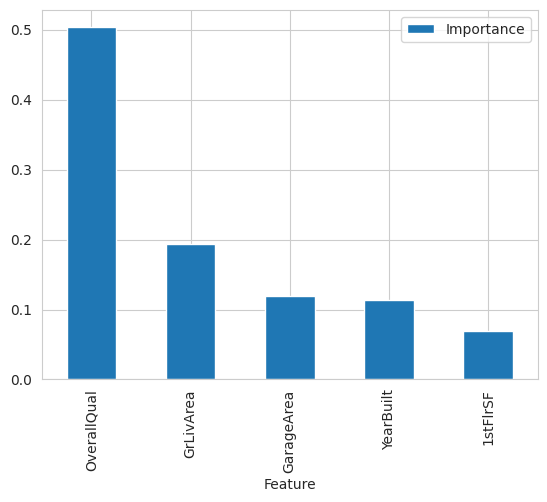 Importance
0.5
0.4
0.3
0.2
0.1
0.0
OverallQual
GrLivArea
GarageArea
YearBuilt
1stFlrSF
Feature